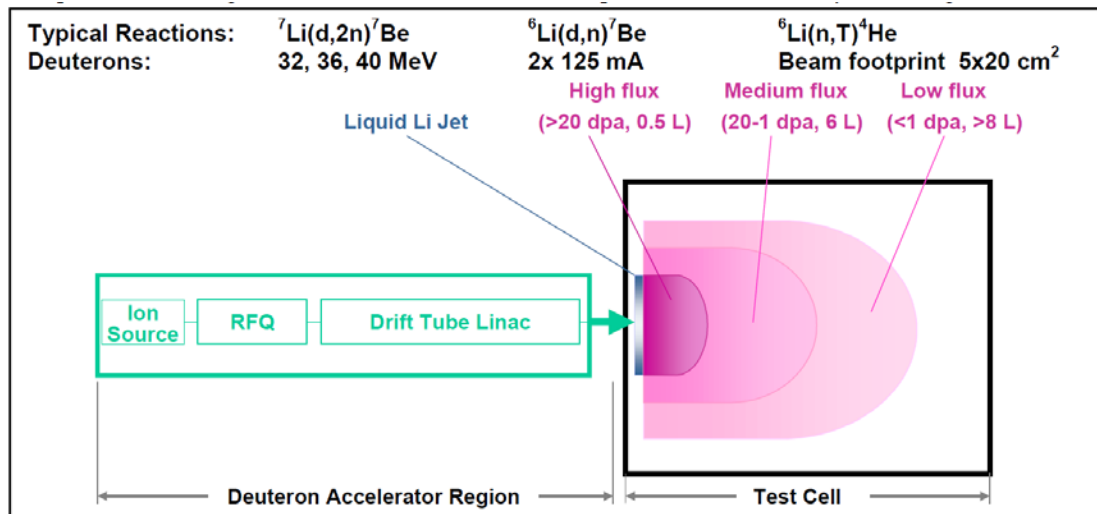 Typical Reactions: ⁷Li(d,2n)⁷Be ⁶Li(d,n)⁷Be ⁶Li(n,T)⁴He
Deuterons: 32, 36, 40 MeV 2x 125 mA Beam footprint 5x20 cm²
High flux Medium flux Low flux
Liquid Li Jet (>20 dpa, 0.5 L) (20-1 dpa, 6 L) (<1 dpa, >8 L)
Ion
Source
RFQ
Drift Tube Linac
Deuteron Accelerator Region
Test Cell